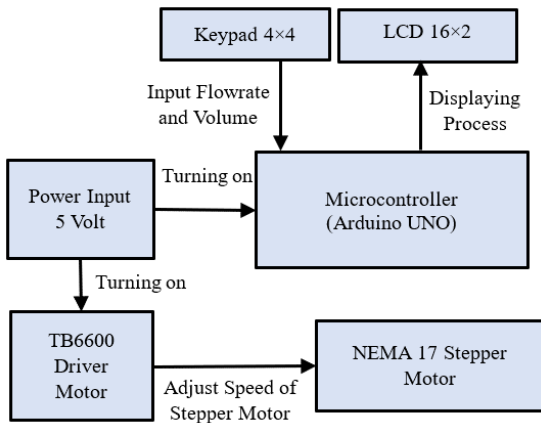 Keypad 4×4
LCD 16×2
Input Flowrate
and Volume
Displaying
Process
Turning on
Power Input
5 Volt
Microcontroller
(Arduino UNO)
Turning on
TB6600
Driver
Motor
Adjust Speed of
Stepper Motor
NEMA 17 Stepper
Motor